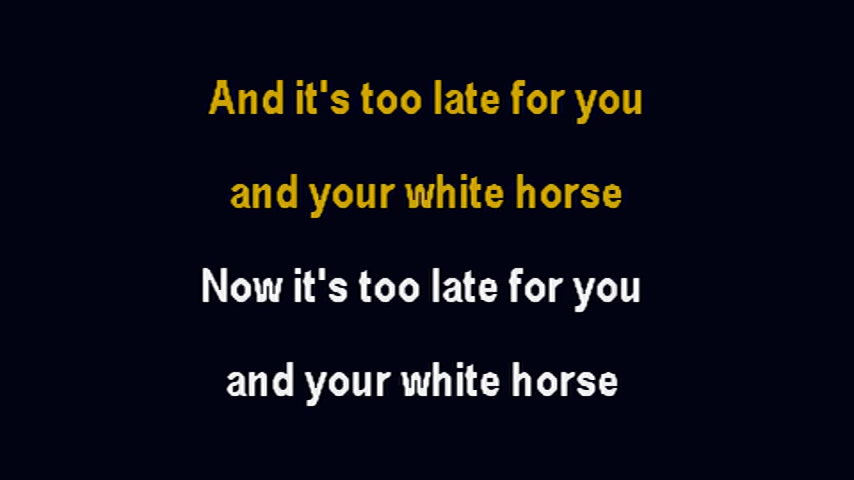 And it's too late for you
and your white horse
Now it's too late for you
and your white horse